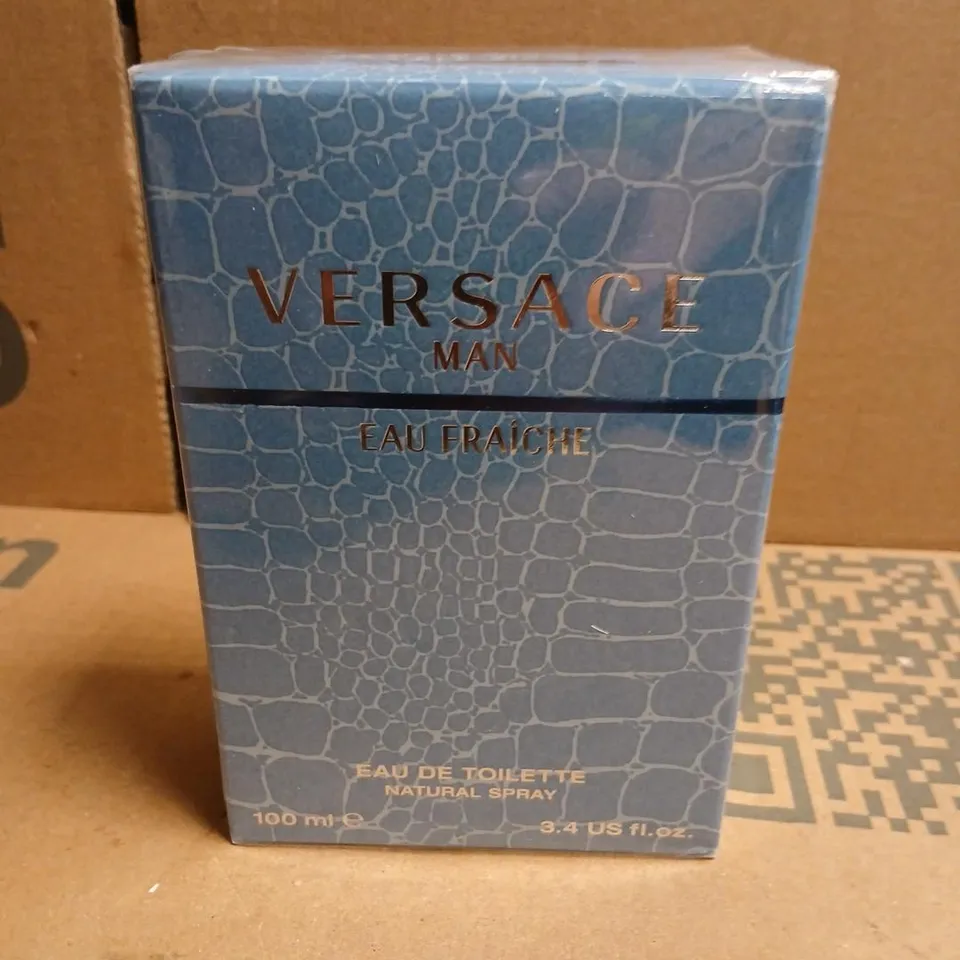 VERSACE
MAN
EAU FRAÎCHE
EAU DE TOILETTE
NATURAL SPRAY
100 ml ℮
3.4 US fl.oz.